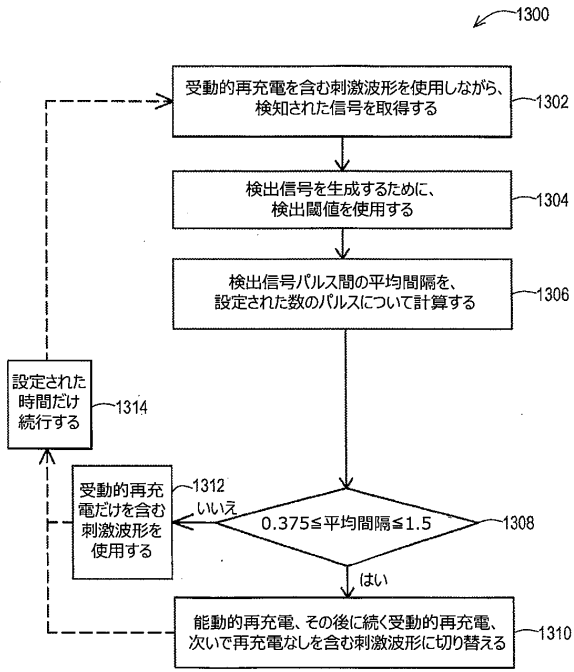 1300
受動的再充電を含む刺激波形を使用しながら、
検知された信号を取得する
1302
検出信号を生成するために、
検出閾値を使用する
1304
検出信号パルス間の平均間隔を、
設定された数のパルスについて計算する
1306
設定された
時間だけ
続行する
1314
受動的再充
電だけを含む
刺激波形を
使用する
1312
いいえ
0.375≦平均間隔≦1.5
1308
はい
能動的再充電、その後に続く受動的再充電、
次いで再充電なしを含む刺激波形に切り替える
1310